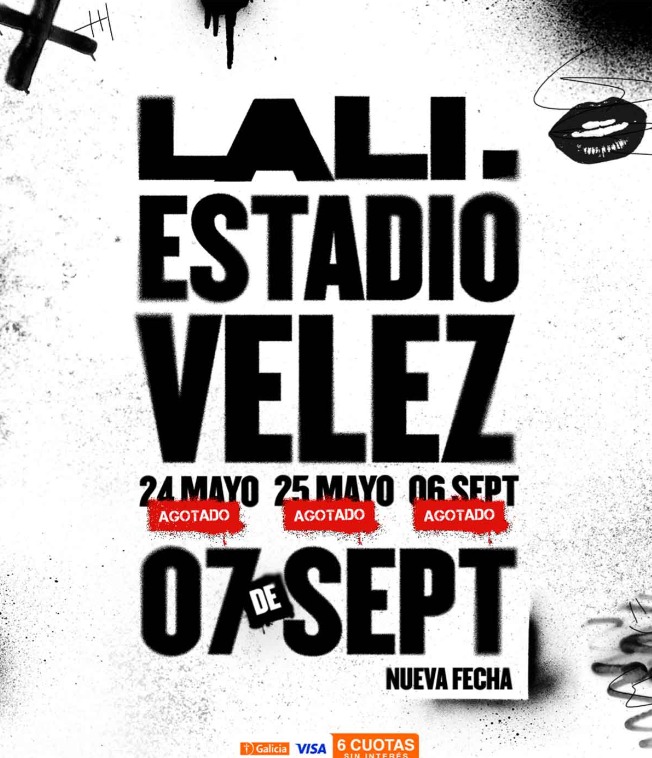 LALI.
ESTADIO
VELEZ
24 MAYO 25 MAYO 06 SEPT
AGOTADO AGOTADO AGOTADO
07 DE SEPT
NUEVA FECHA
Galicia VISA 6 CUOTAS
SIN INTERÉS